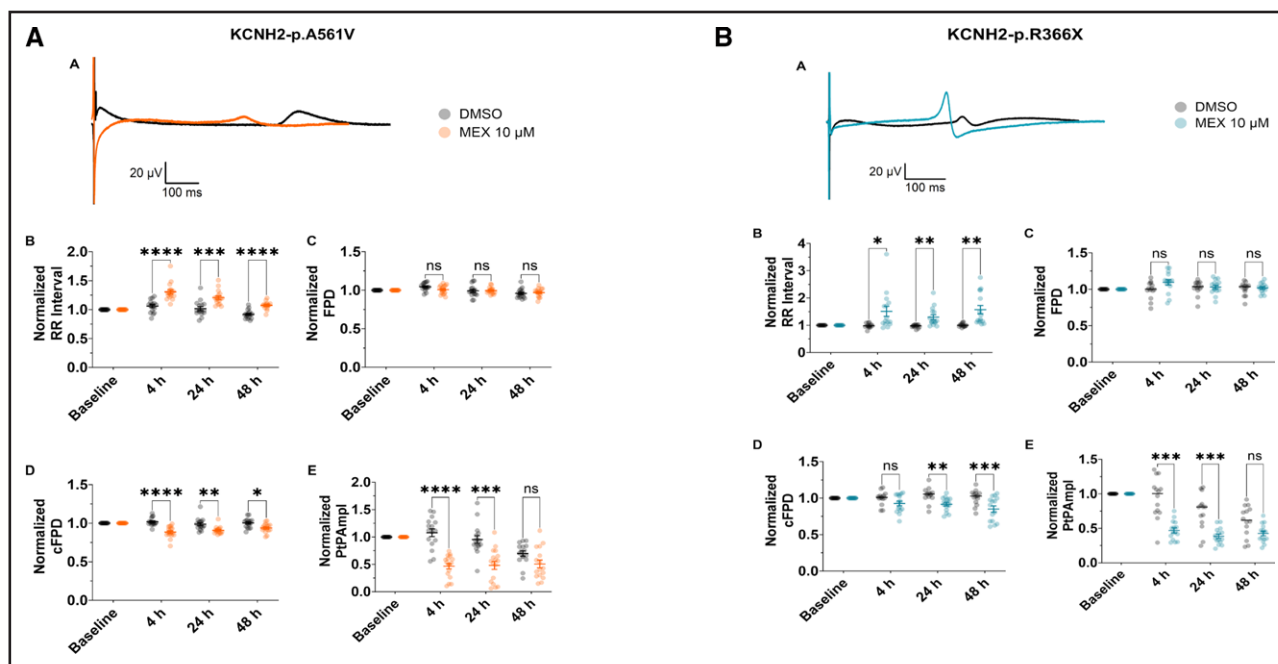 A
KCNH2-p.A561V
A
DMSO
MEX 10 μM
20 μV
100 ms
B
Normalized
RR Interval
2.0
1.5
1.0
0.5
0.0
**** *** ****
Baseline 4 h 24 h 48 h
C
Normalized
FPD
1.5
1.0
0.5
0.0
ns ns ns
Baseline 4 h 24 h 48 h
D
Normalized
cFPD
1.5
1.0
0.5
0.0
**** ** *
Baseline 4 h 24 h 48 h
E
Normalized
PtPAmpl
2.0
1.5
1.0
0.5
0.0
**** *** ns
Baseline 4 h 24 h 48 h
B
KCNH2-p.R366X
A
DMSO
MEX 10 μM
20 μV
100 ms
B
Normalized
RR Interval
4
3
2
1
0
* ** **
Baseline 4 h 24 h 48 h
C
Normalized
FPD
1.5
1.0
0.5
0.0
ns ns ns
Baseline 4 h 24 h 48 h
D
Normalized
cFPD
1.5
1.0
0.5
0.0
ns ** ***
Baseline 4 h 24 h 48 h
E
Normalized
PtPAmpl
1.5
1.0
0.5
0.0
*** *** ns
Baseline 4 h 24 h 48 h